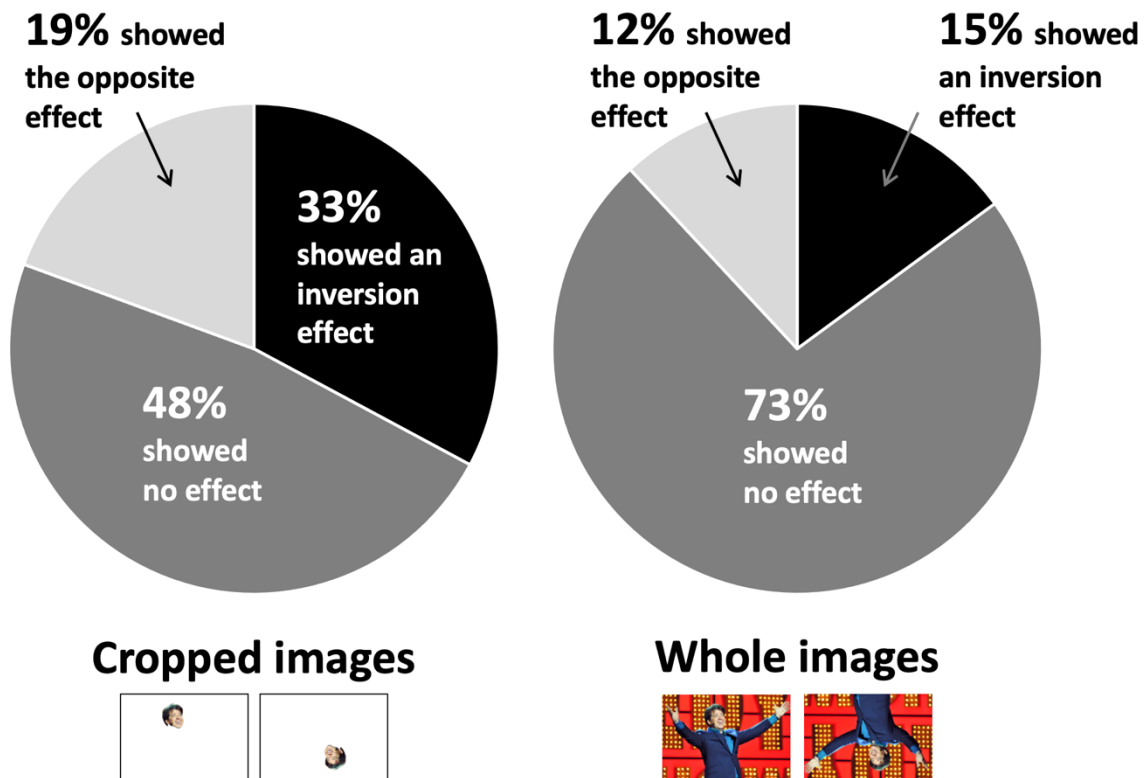 19% showed
the opposite
effect
33%
showed an
inversion
effect
48%
showed
no effect
Cropped images
12% showed
the opposite
effect
15% showed
an inversion
effect
73%
showed
no effect
Whole images